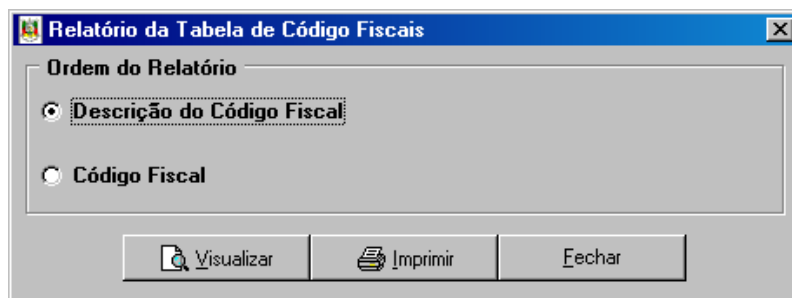 Relatório da Tabela de Código Fiscais
Ordem do Relatório
Descrição do Código Fiscal
Código Fiscal
Visualizar Imprimir Fechar